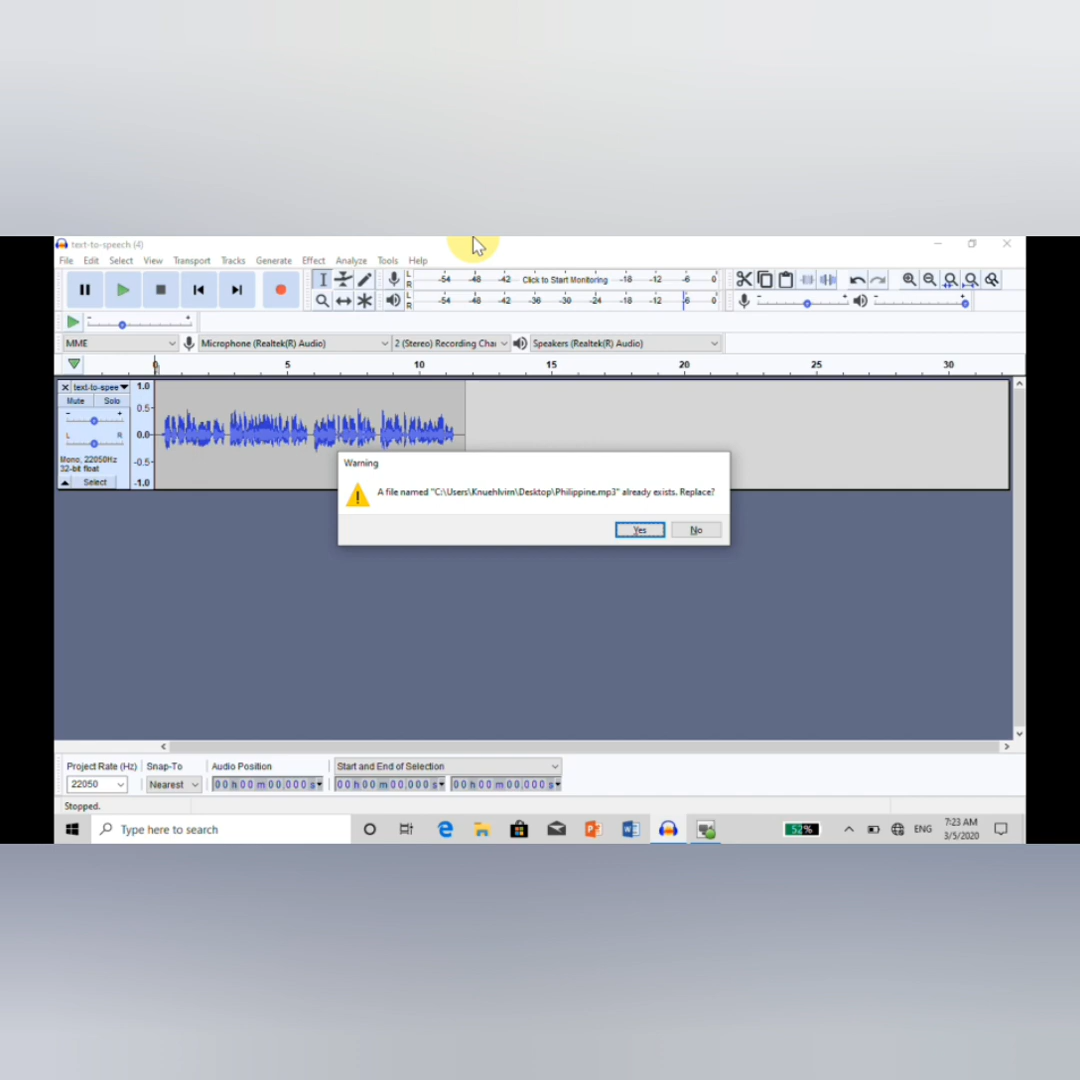 text-to-speech (4)
File Edit Select View Transport Tracks Generate Effect Analyze Tools Help
L
R
-54 -48 -42 Click to Start Monitoring -18 -12 -6 0
L
R
-54 -48 -42 -36 -30 -24 -18 -12 -6 0
MME Microphone (Realtek(R) Audio) 2 (Stereo) Recording Chai Speakers (Realtek(R) Audio)
0 5 10 15 20 25 30
text-to-spee
Mute Solo
L R
Mono, 22050Hz
32-bit float
Select
1.0
0.5
0.0
-0.5
-1.0
Warning
A file named "C:\Users\Knuehlvirn\Desktop\Philippine.mp3" already exists. Replace?
Yes No
Project Rate (Hz) Snap-To Audio Position Start and End of Selection
22050 Nearest 00 h 00 m 00.000 s 00 h 00 m 00.000 s 00 h 00 m 00.000 s
Stopped.
Type here to search
52%
ENG
7:23 AM
3/5/2020